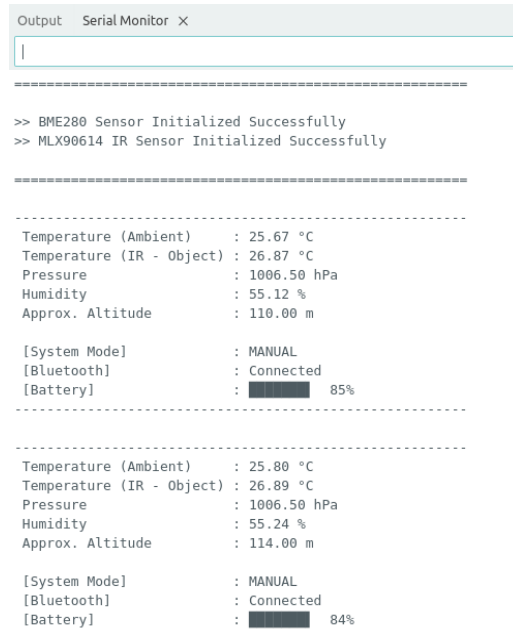 Output Serial Monitor ×
=======================================================
>> BME280 Sensor Initialized Successfully
>> MLX90614 IR Sensor Initialized Successfully
=======================================================
-------------------------------------------------------
Temperature (Ambient) : 25.67 °C
Temperature (IR - Object) : 26.87 °C
Pressure : 1006.50 hPa
Humidity : 55.12 %
Approx. Altitude : 110.00 m
[System Mode] : MANUAL
[Bluetooth] : Connected
[Battery] : ███████ 85%
-------------------------------------------------------
-------------------------------------------------------
Temperature (Ambient) : 25.80 °C
Temperature (IR - Object) : 26.89 °C
Pressure : 1006.50 hPa
Humidity : 55.24 %
Approx. Altitude : 114.00 m
[System Mode] : MANUAL
[Bluetooth] : Connected
[Battery] : ███████ 84%